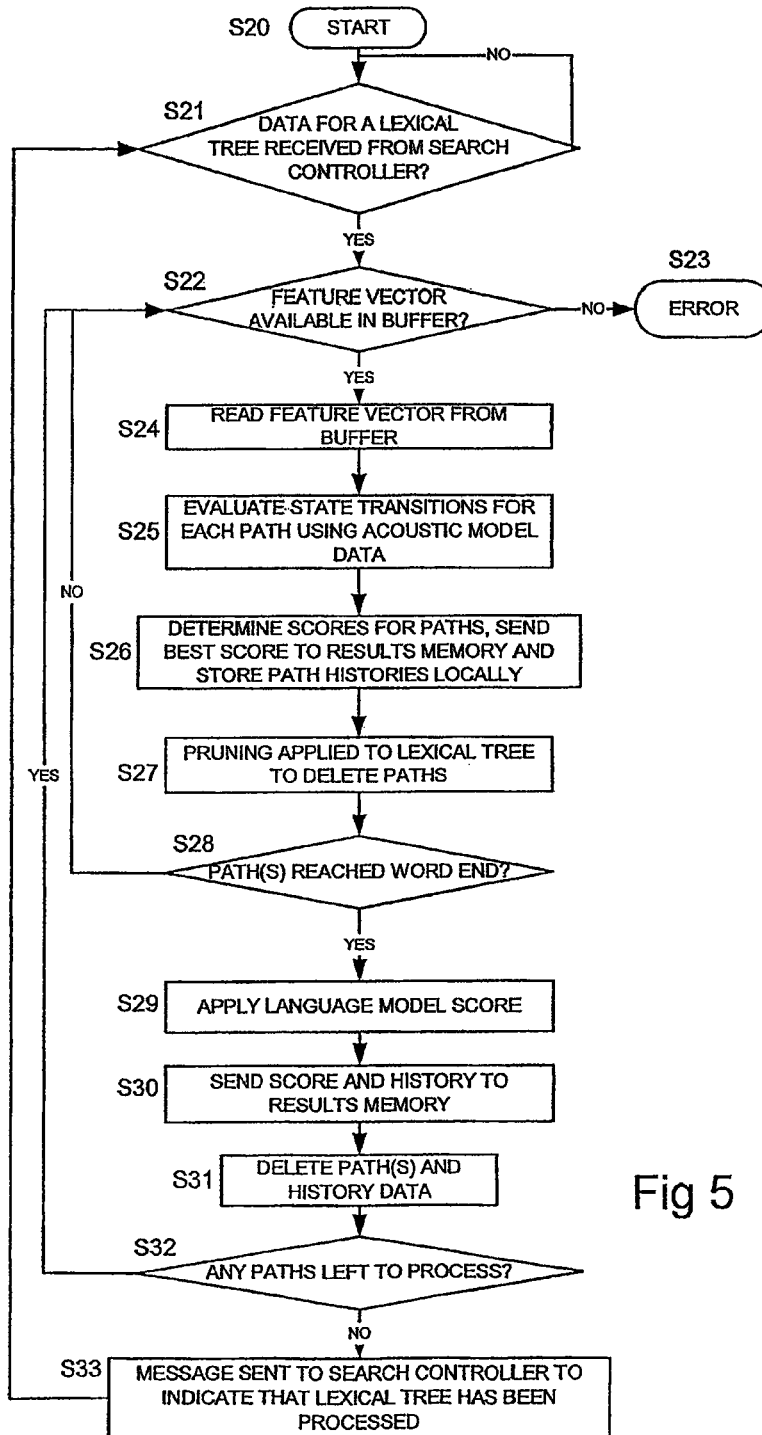 S20
START
NO
S21
DATA FOR A LEXICAL
TREE RECEIVED FROM SEARCH
CONTROLLER?
YES
S22
FEATURE VECTOR
AVAILABLE IN BUFFER?
NO
S23
ERROR
YES
S24
READ FEATURE VECTOR FROM
BUFFER
S25
EVALUATE STATE TRANSITIONS FOR
EACH PATH USING ACOUSTIC MODEL
DATA
NO
S26
DETERMINE SCORES FOR PATHS, SEND
BEST SCORE TO RESULTS MEMORY AND
STORE PATH HISTORIES LOCALLY
S27
PRUNING APPLIED TO LEXICAL TREE
TO DELETE PATHS
YES
S28
PATH(S) REACHED WORD END?
YES
S29
APPLY LANGUAGE MODEL SCORE
S30
SEND SCORE AND HISTORY TO
RESULTS MEMORY
S31
DELETE PATH(S) AND
HISTORY DATA
Fig 5
S32
ANY PATHS LEFT TO PROCESS?
NO
S33
MESSAGE SENT TO SEARCH CONTROLLER TO
INDICATE THAT LEXICAL TREE HAS BEEN
PROCESSED